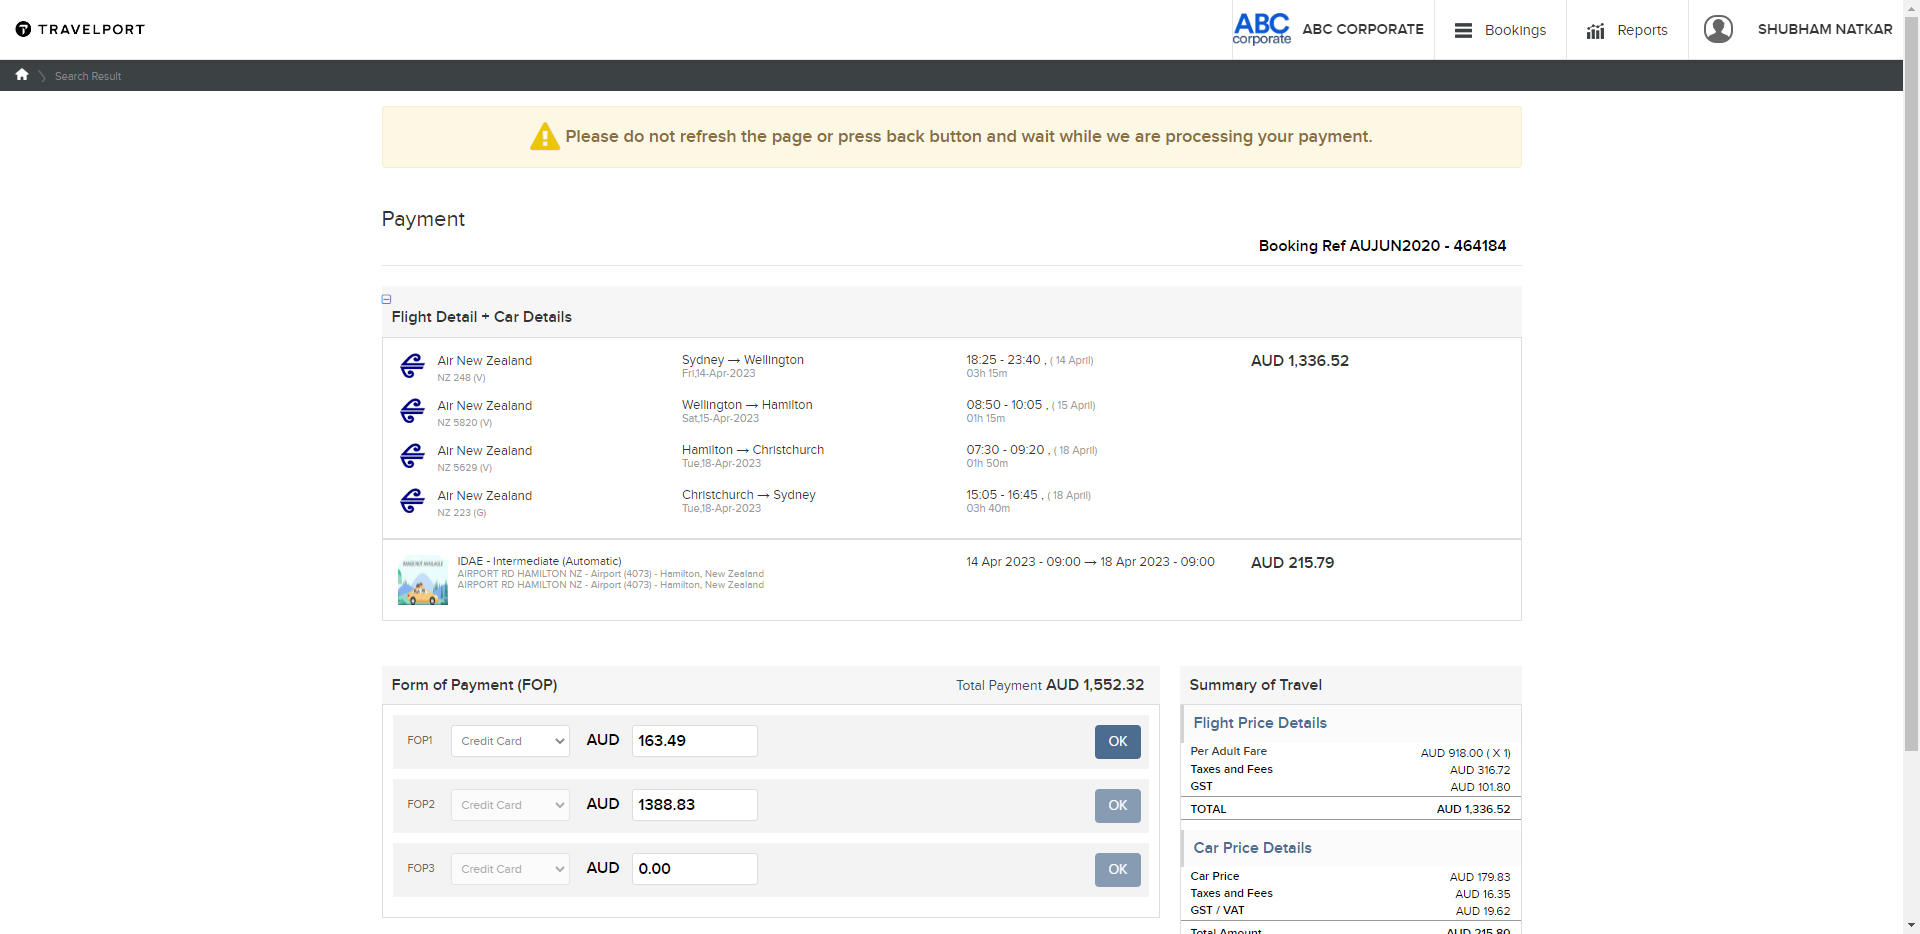 TRAVELPORT
ABC
corporate
ABC CORPORATE
Bookings
Reports
SHUBHAM NATKAR
Search Result
Please do not refresh the page or press back button and wait while we are processing your payment.
Payment
Booking Ref AUJUN2020 - 464184
Flight Detail + Car Details
Air New Zealand Sydney → Wellington 18:25 - 23:40 , ( 14 April) AUD 1,336.52
NZ 248 (V) Fri,14-Apr-2023 03h 15m
Air New Zealand Wellington → Hamilton 08:50 - 10:05 , ( 15 April)
NZ 5820 (V) Sat,15-Apr-2023 01h 15m
Air New Zealand Hamilton → Christchurch 07:30 - 09:20 , ( 18 April)
NZ 5629 (V) Tue,18-Apr-2023 01h 50m
Air New Zealand Christchurch → Sydney 15:05 - 16:45 , ( 18 April)
NZ 223 (G) Tue,18-Apr-2023 03h 40m
IMAGE NOT AVAILABLE
IDAE - Intermediate (Automatic) 14 Apr 2023 - 09:00 → 18 Apr 2023 - 09:00 AUD 215.79
AIRPORT RD HAMILTON NZ - Airport (4073) - Hamilton, New Zealand
AIRPORT RD HAMILTON NZ - Airport (4073) - Hamilton, New Zealand
Form of Payment (FOP) Total Payment AUD 1,552.32
FOP1 Credit Card AUD 163.49 OK
FOP2 Credit Card AUD 1388.83 OK
FOP3 Credit Card AUD 0.00 OK
Summary of Travel
Flight Price Details
Per Adult Fare AUD 918.00 ( X 1)
Taxes and Fees AUD 316.72
GST AUD 101.80
TOTAL AUD 1,336.52
Car Price Details
Car Price AUD 179.83
Taxes and Fees AUD 16.35
GST / VAT AUD 19.62
Total Amount AUD 215.80